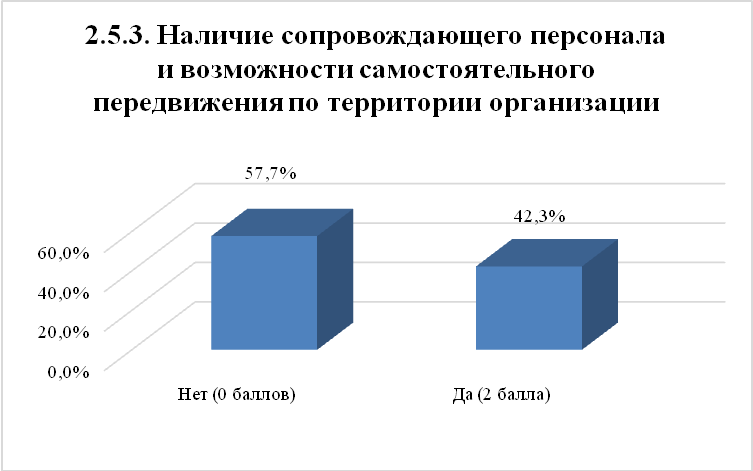 2.5.3. Наличие сопровождающего персонала
и возможности самостоятельного
передвижения по территории организации
57,7%
42,3%
60,0%
40,0%
20,0%
0,0%
Нет (0 баллов)
Да (2 балла)